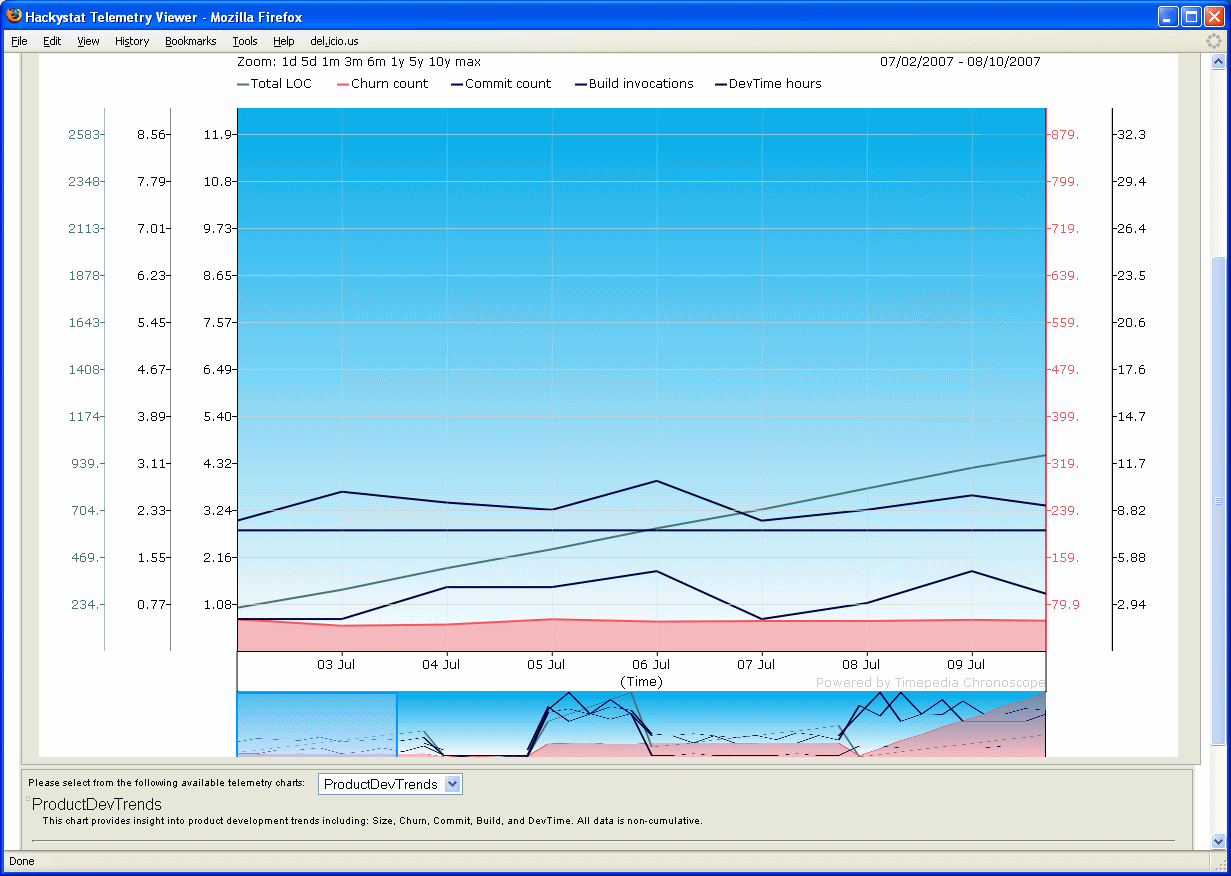 Hackystat Telemetry Viewer - Mozilla Firefox
File Edit View History Bookmarks Tools Help del.icio.us
Zoom: 1d 5d 1m 3m 6m 1y 5y 10y max 07/02/2007 - 08/10/2007
Total LOC Churn count Commit count Build invocations DevTime hours
2583 8.56 11.9 879. 32.3
2348 7.79 10.8 799. 29.4
2113 7.01 9.73 719. 26.4
1878 6.23 8.65 639. 23.5
1643 5.45 7.57 559. 20.6
1408 4.67 6.49 479. 17.6
1174 3.89 5.40 399. 14.7
939. 3.11 4.32 319. 11.7
704. 2.33 3.24 239. 8.82
469. 1.55 2.16 159. 5.88
234. 0.77 1.08 79.9 2.94
03 Jul 04 Jul 05 Jul 06 Jul 07 Jul 08 Jul 09 Jul
(Time)
Powered by Timepedia Chronoscope
Please select from the following available telemetry charts: ProductDevTrends
ProductDevTrends
This chart provides insight into product development trends including: Size, Churn, Commit, Build, and DevTime. All data is non-cumulative.
Done